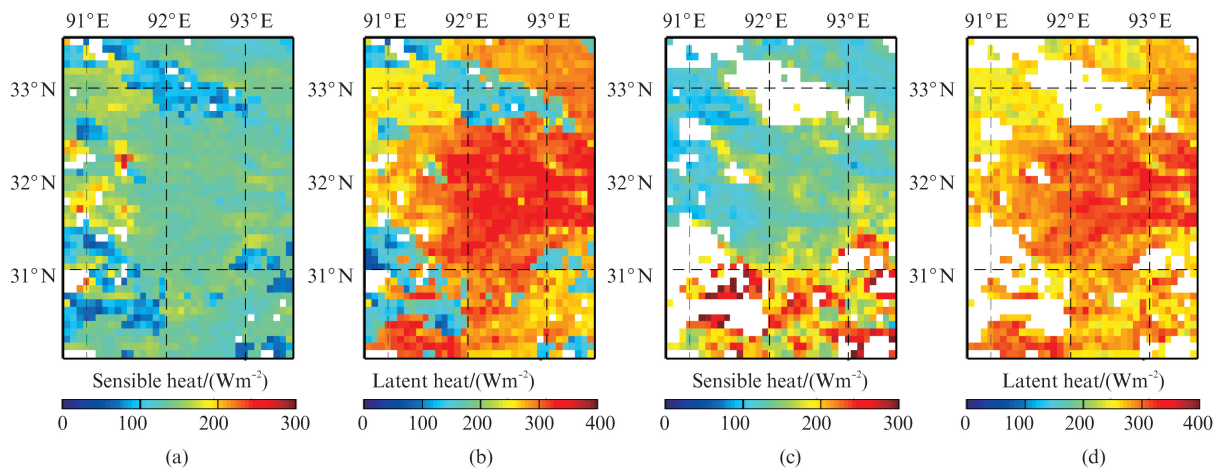 91°E 92°E 93°E 91°E 92°E 93°E 91°E 92°E 93°E 91°E 92°E 93°E
33°N 33°N 33°N 33°N
32°N 32°N 32°N 32°N
31°N 31°N 31°N 31°N
Sensible heat/(Wm⁻²) Latent heat/(Wm⁻²) Sensible heat/(Wm⁻²) Latent heat/(Wm⁻²)
0 100 200 300 0 100 200 300 400 0 100 200 300 0 100 200 300 400
(a) (b) (c) (d)